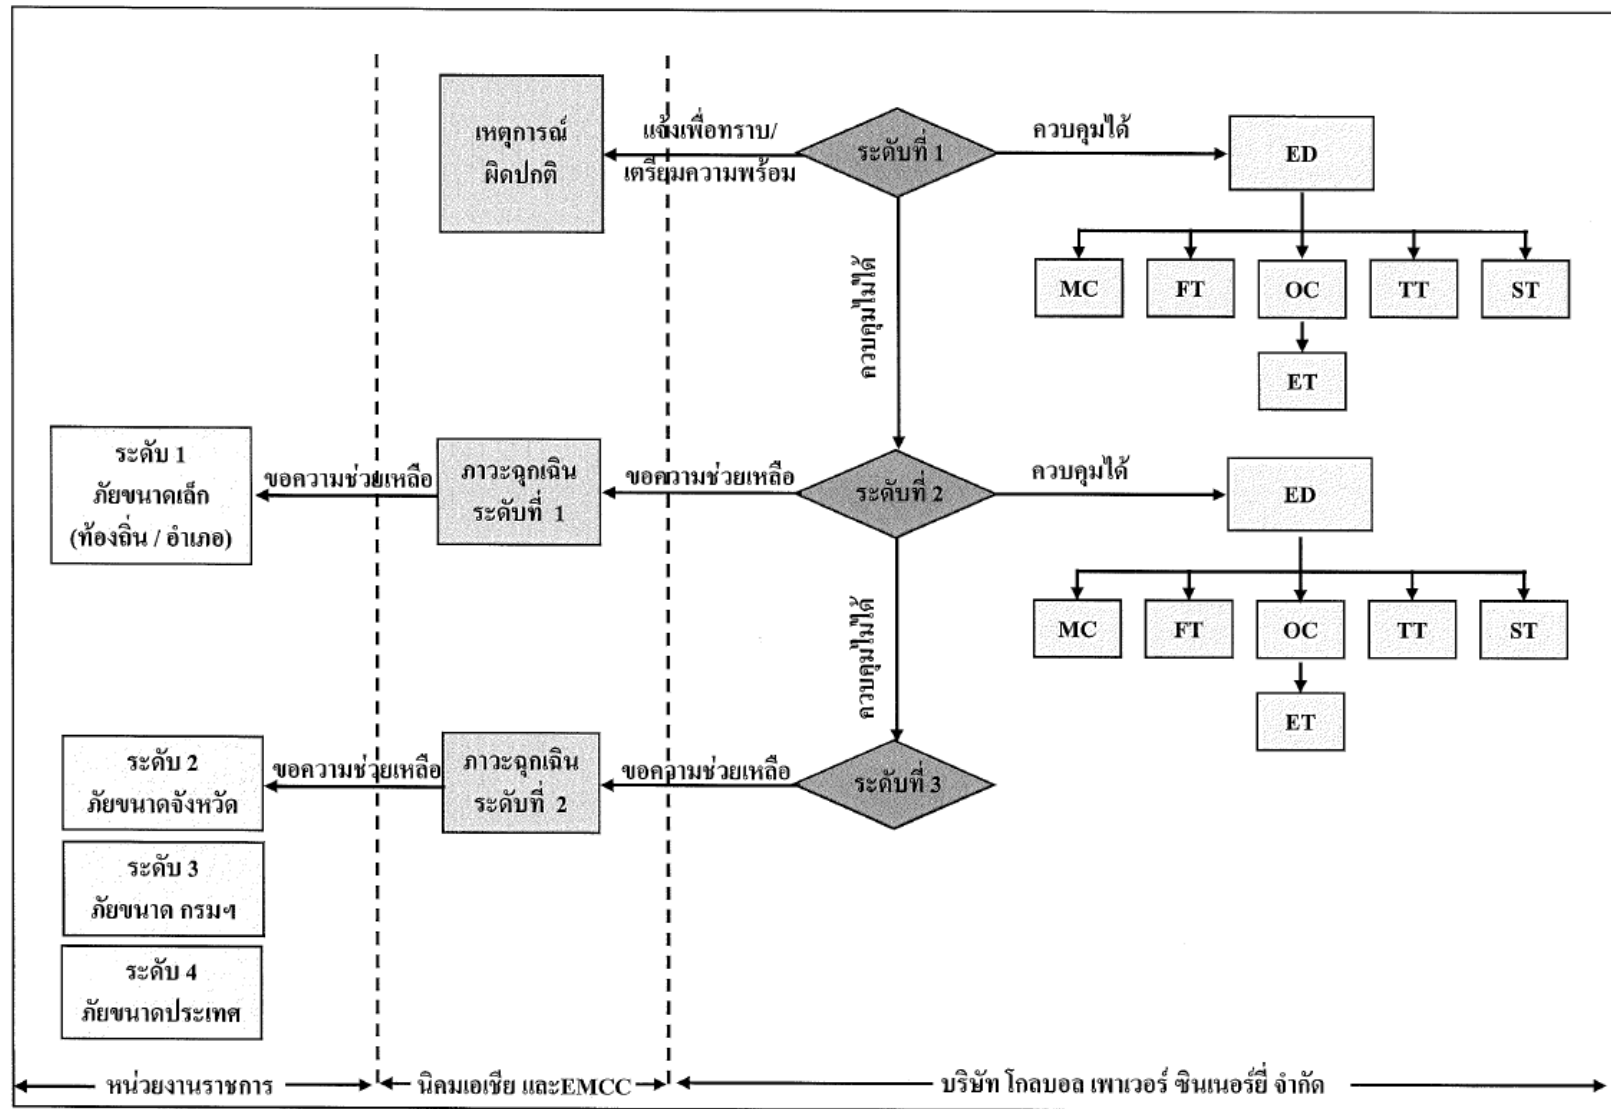 เหตุการณ์
ผิดปกติ
แจ้งเพื่อทราบ/
เตรียมความพร้อม
ระดับที่ 1
ควบคุมได้
ED
MC
FT
OC
TT
ST
ET
ควบคุมไม่ได้
ระดับ 1
ภัยขนาดเล็ก
(ท้องถิ่น / อำเภอ)
ขอความช่วยเหลือ
ภาวะฉุกเฉิน
ระดับที่ 1
ขอความช่วยเหลือ
ระดับที่ 2
ควบคุมได้
ED
MC
FT
OC
TT
ST
ET
ควบคุมไม่ได้
ระดับ 2
ภัยขนาดจังหวัด
ขอความช่วยเหลือ
ภาวะฉุกเฉิน
ระดับที่ 2
ขอความช่วยเหลือ
ระดับที่ 3
ระดับ 3
ภัยขนาด กรมฯ
ระดับ 4
ภัยขนาดประเทศ
หน่วยงานราชการ
นิคมเอเชีย และEMCC
บริษัท โกลบอล เพาเวอร์ ซินเนอร์ยี่ จำกัด